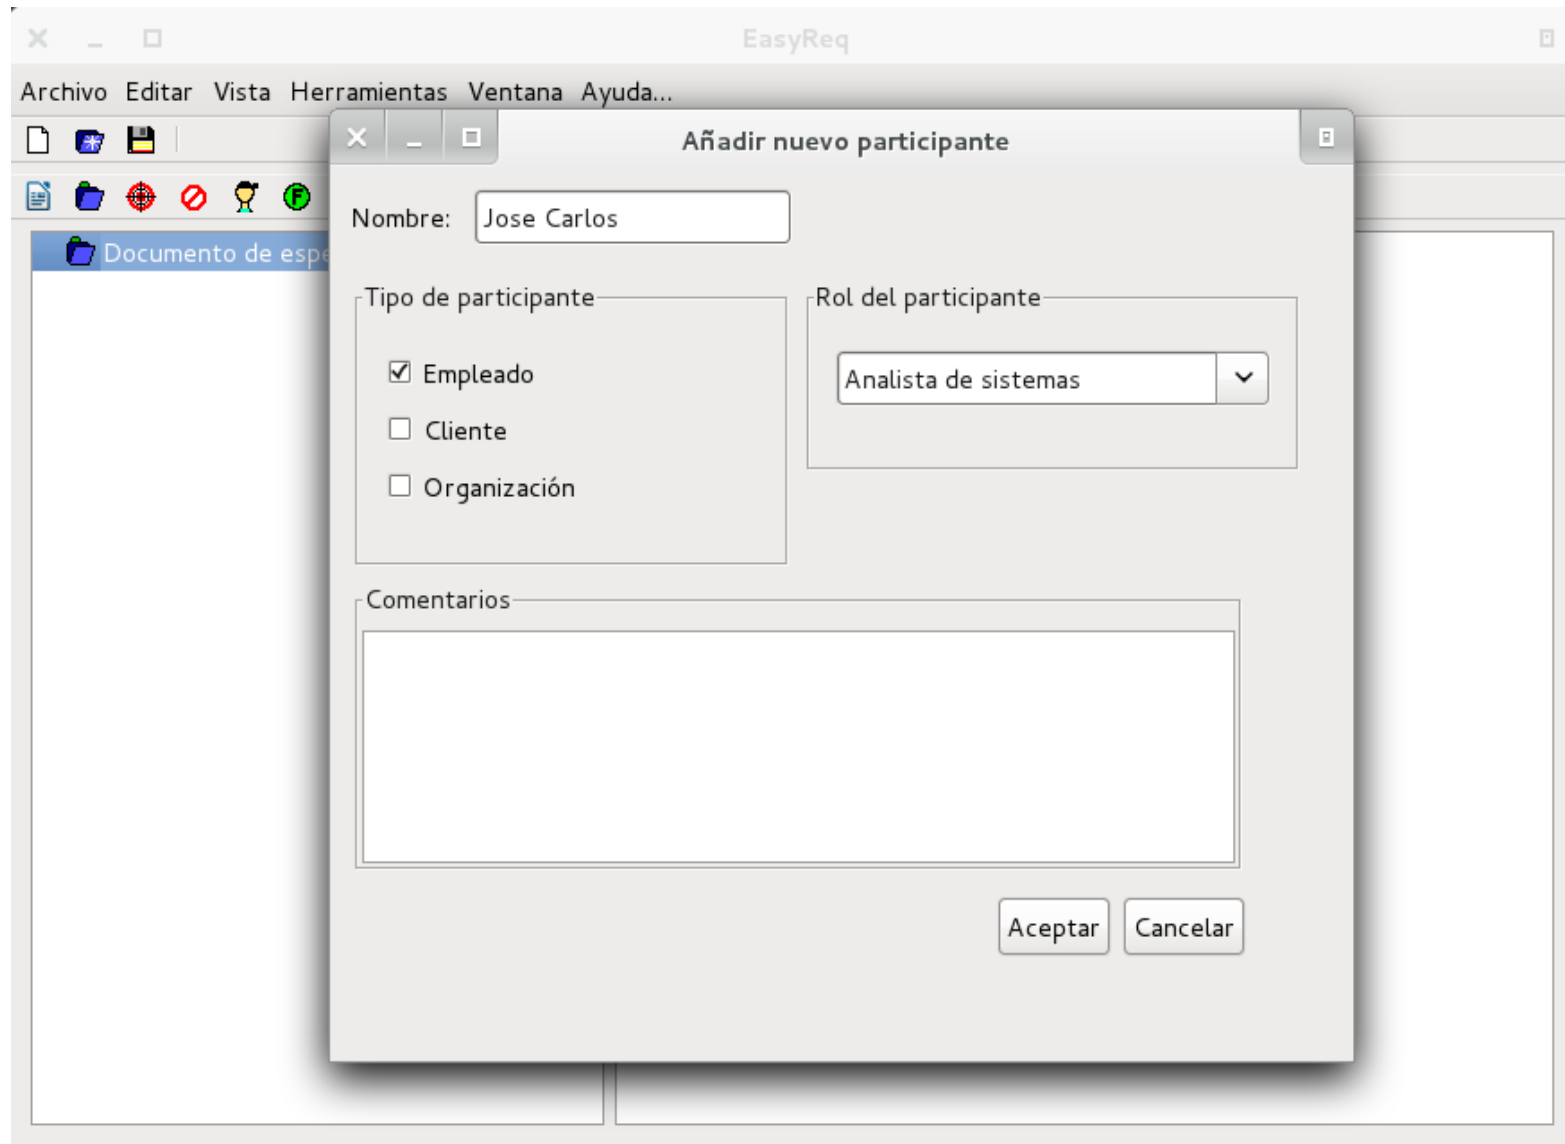 EasyReq
Archivo Editar Vista Herramientas Ventana Ayuda...
Añadir nuevo participante
F
Nombre: Jose Carlos
Documento de espe
Tipo de participante
Rol del participante
Empleado
Analista de sistemas
Cliente
Organización
Comentarios
Aceptar Cancelar